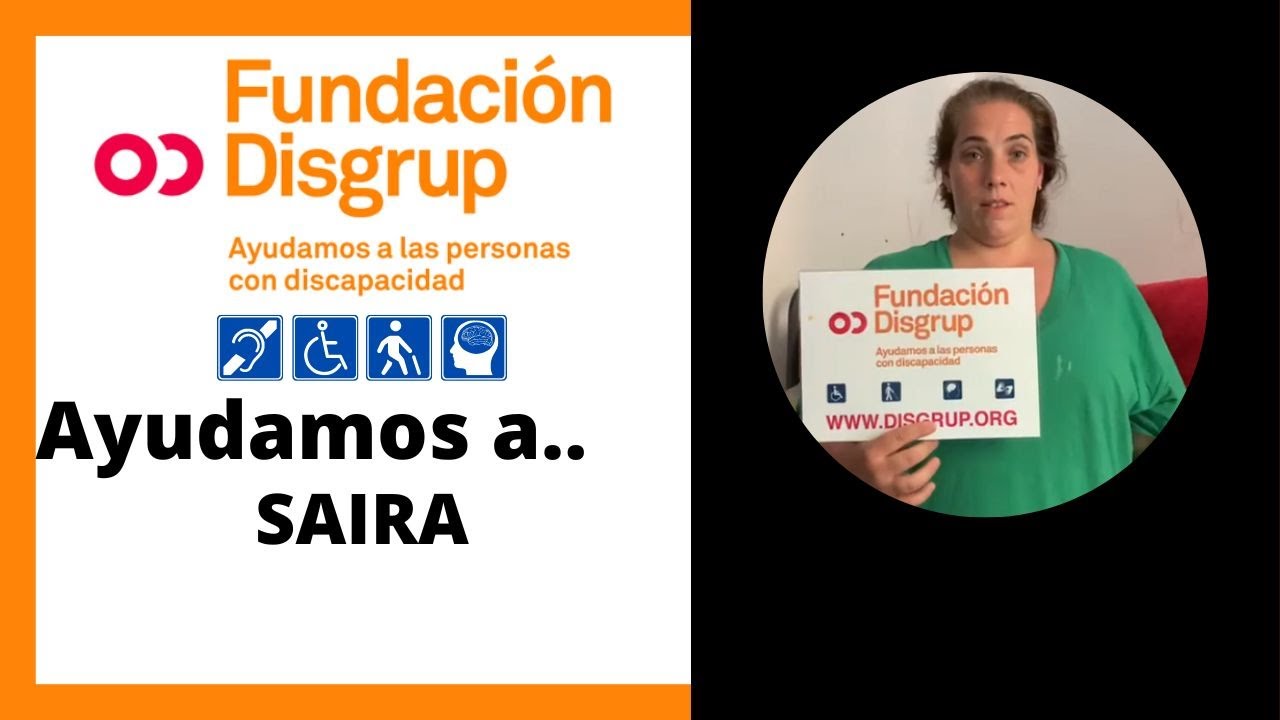 Fundación
Disgrup
Ayudamos a las personas
con discapacidad
Ayudamos a..
SAIRA
Fundación
Disgrup
Ayudamos a las personas
con discapacidad
WWW.DISGRUP.ORG